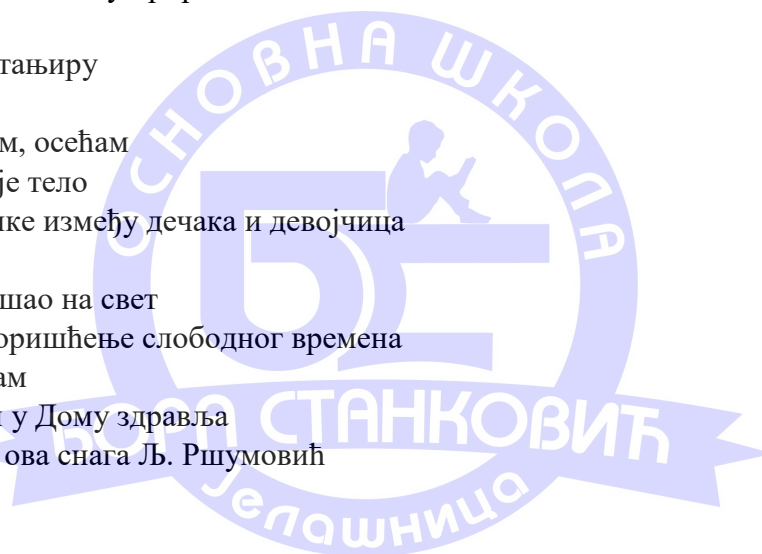 тањиру
м, осећам
је тело
ике између дечака и девојчица
шао на свет
оришћење слободног времена
ам
у Дому здравља
ова снага Љ. Ршумовић
ОСНОВНА ШКОЛА
БОРА СТАНКОВИЋ
Јелашница